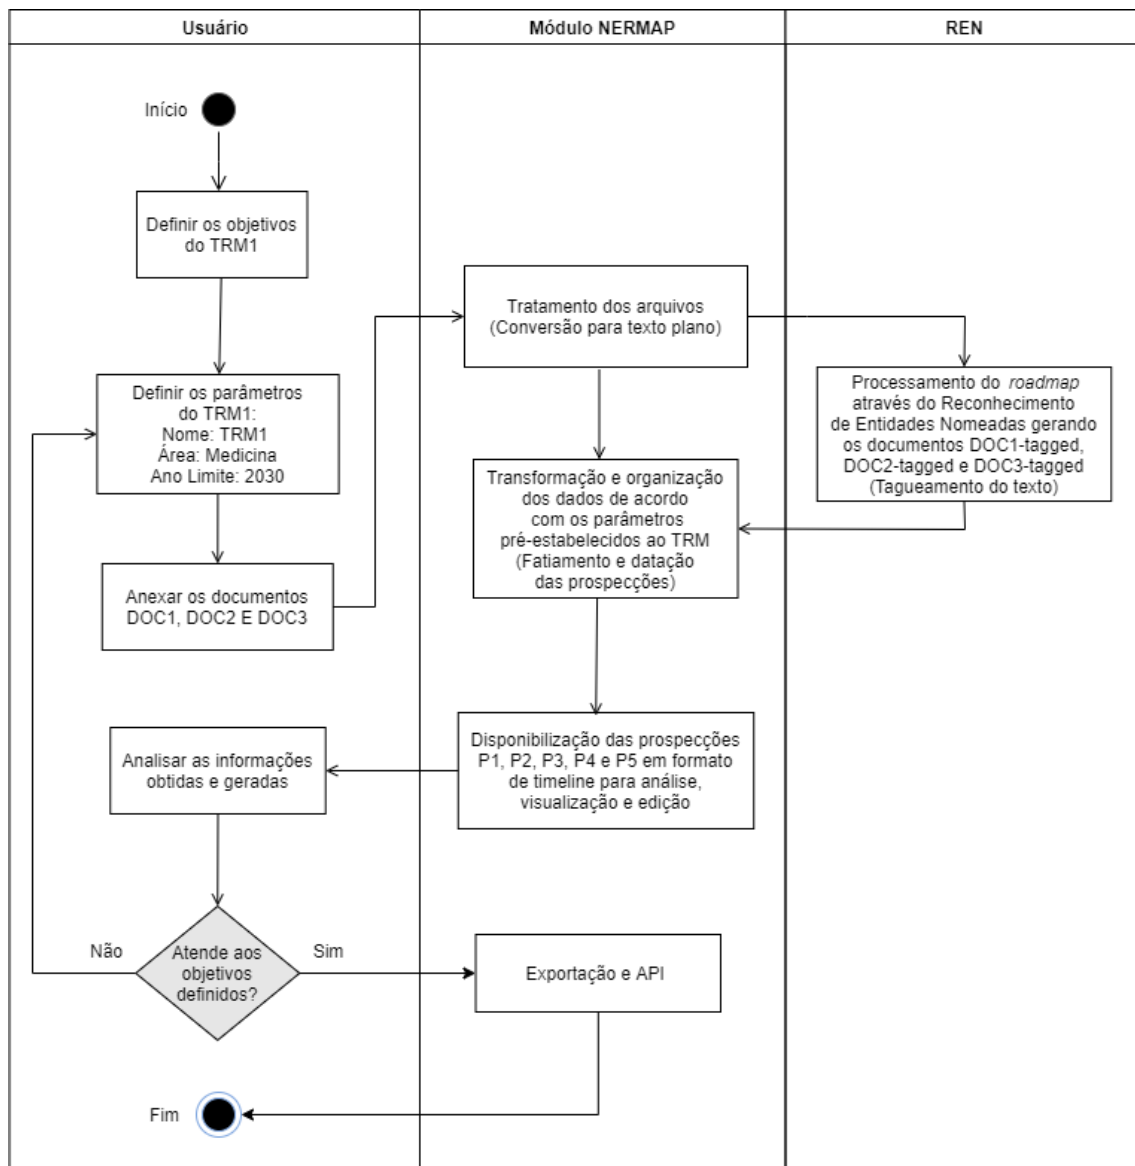 Usuário
Módulo NERMAP
REN
Início
Definir os objetivos
do TRM1
Tratamento dos arquivos
(Conversão para texto plano)
Definir os parâmetros
do TRM1:
Nome: TRM1
Área: Medicina
Ano Limite: 2030
Processamento do roadmap
através do Reconhecimento
de Entidades Nomeadas gerando
os documentos DOC1-tagged,
DOC2-tagged e DOC3-tagged
(Tagueamento do texto)
Transformação e organização
dos dados de acordo
com os parâmetros
pré-estabelecidos ao TRM
(Fatiamento e datação
das prospecções)
Anexar os documentos
DOC1, DOC2 E DOC3
Disponibilização das prospecções
P1, P2, P3, P4 e P5 em formato
de timeline para análise,
visualização e edição
Analisar as informações
obtidas e geradas
Não
Atende aos
objetivos
definidos?
Sim
Exportação e API
Fim